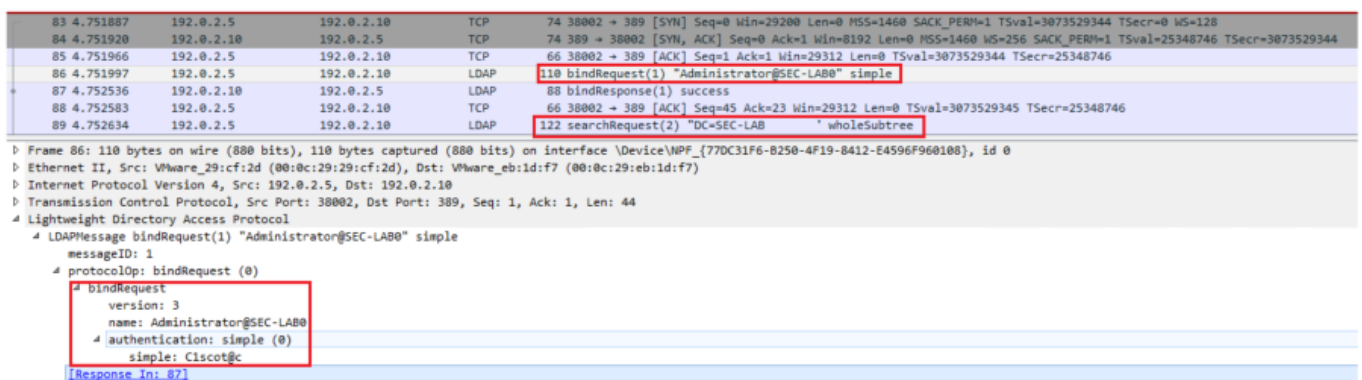 83 4.751887 192.0.2.5 192.0.2.10 TCP 74 38002 → 389 [SYN] Seq=0 Win=29200 Len=0 MSS=1460 SACK_PERM=1 TSval=3073529344 TSecr=0 WS=128
84 4.751920 192.0.2.10 192.0.2.5 TCP 74 389 → 38002 [SYN, ACK] Seq=0 Ack=1 Win=8192 Len=0 MSS=1460 WS=256 SACK_PERM=1 TSval=25348746 TSecr=3073529344
85 4.751966 192.0.2.5 192.0.2.10 TCP 66 38002 → 389 [ACK] Seq=1 Ack=1 Win=29312 Len=0 TSval=3073529344 TSecr=25348746
86 4.751997 192.0.2.5 192.0.2.10 LDAP 110 bindRequest(1) "Administrator@SEC-LAB0" simple
87 4.752536 192.0.2.10 192.0.2.5 LDAP 88 bindResponse(1) success
88 4.752583 192.0.2.5 192.0.2.10 TCP 66 38002 → 389 [ACK] Seq=45 Ack=23 Win=29312 Len=0 TSval=3073529345 TSecr=25348746
89 4.752634 192.0.2.5 192.0.2.10 LDAP 122 searchRequest(2) "DC=SEC-LAB ' wholeSubtree
Frame 86: 110 bytes on wire (880 bits), 110 bytes captured (880 bits) on interface \Device\NPF_{77DC31F6-B250-4F19-8412-E4596F960108}, id 0
Ethernet II, Src: VMware_29:cf:2d (00:0c:29:29:cf:2d), Dst: VMware_eb:1d:f7 (00:0c:29:eb:1d:f7)
Internet Protocol Version 4, Src: 192.0.2.5, Dst: 192.0.2.10
Transmission Control Protocol, Src Port: 38002, Dst Port: 389, Seq: 1, Ack: 1, Len: 44
Lightweight Directory Access Protocol
LDAPMessage bindRequest(1) "Administrator@SEC-LAB0" simple
messageID: 1
protocolOp: bindRequest (0)
bindRequest
version: 3
name: Administrator@SEC-LAB0
authentication: simple (0)
simple: C1scot@c
[Response In: 87]